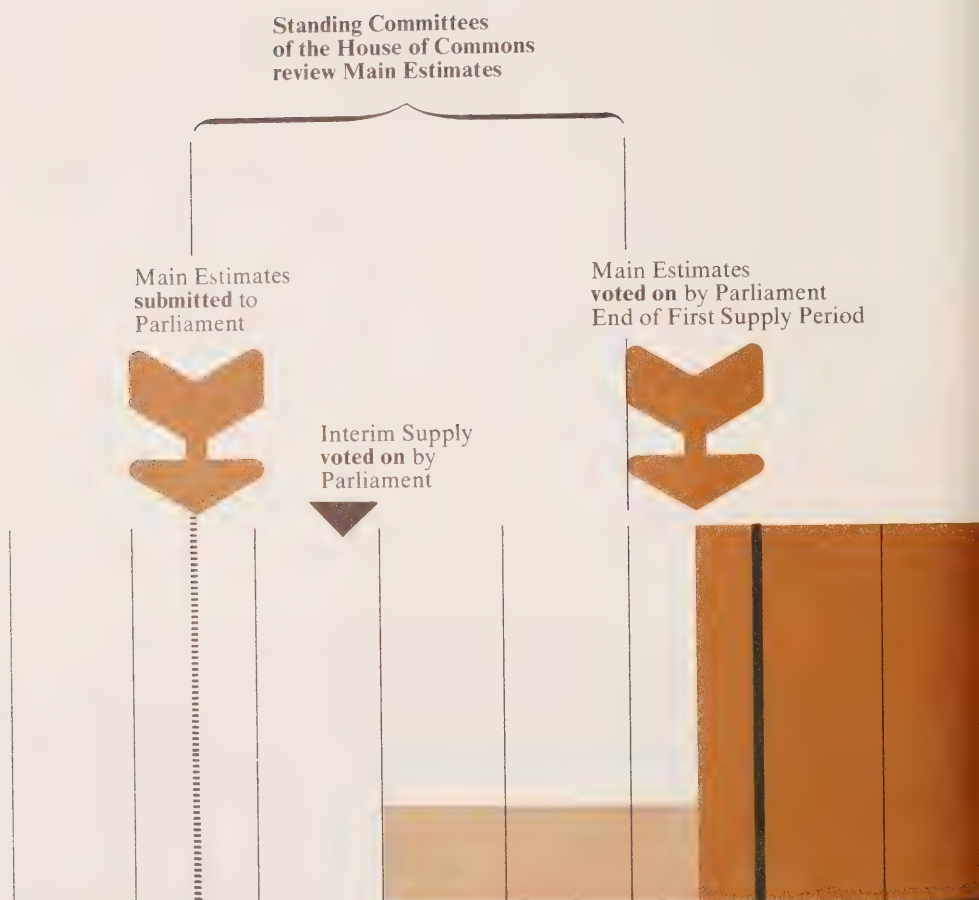 Standing Committees
of the House of Commons
review Main Estimates
Main Estimates
submitted to
Parliament
Main Estimates
voted on by Parliament
End of First Supply Period
Interim Supply
voted on by
Parliament